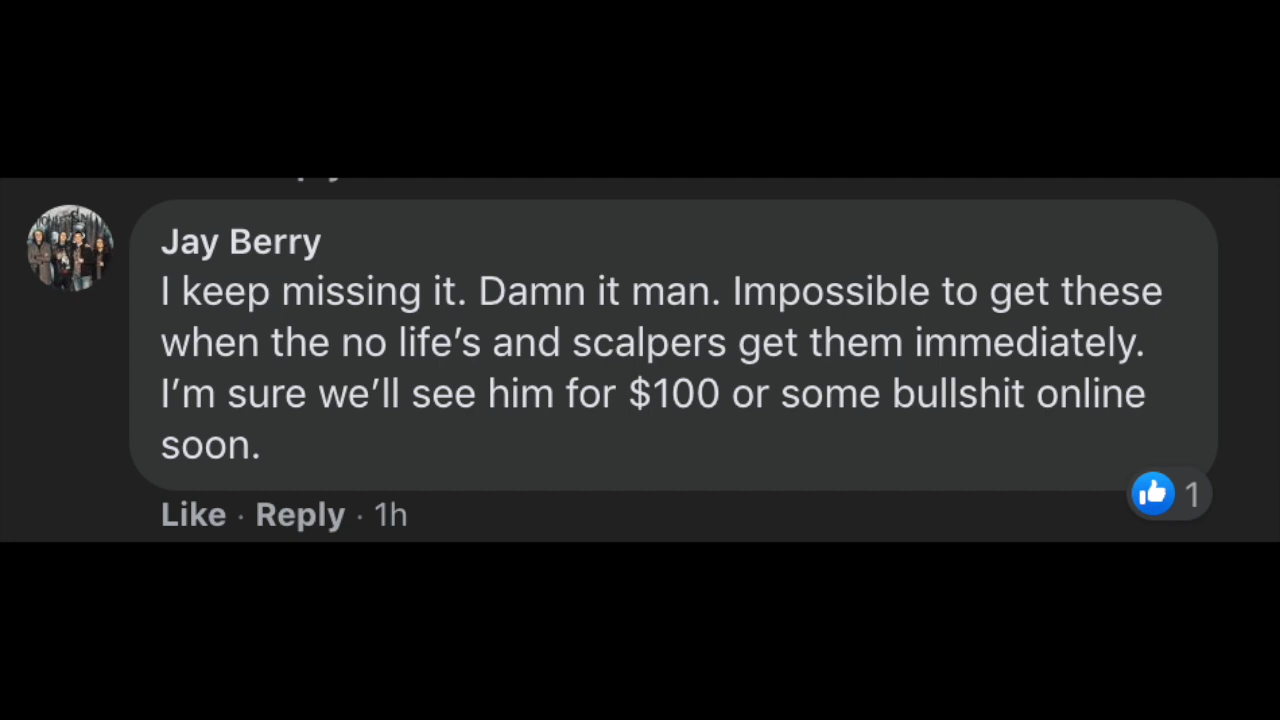 Jay Berry
I keep missing it. Damn it man. Impossible to get these
when the no life’s and scalpers get them immediately.
I’m sure we’ll see him for $100 or some bullshit online
soon.
Like · Reply · 1h
1